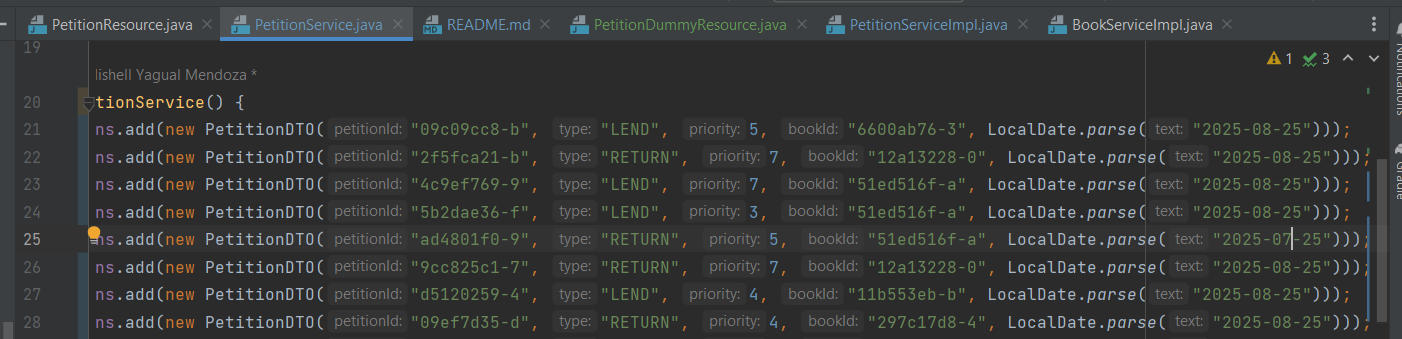 PetitionResource.java PetitionService.java README.md PetitionDummyResource.java PetitionServiceImpl.java BookServiceImpl.java
19 1 3
lishell Yagual Mendoza *
20 tionService() {
21 ns.add(new PetitionDTO( petitionId: "09c09cc8-b", type: "LEND", priority: 5, bookId: "6600ab76-3", LocalDate.parse( text: "2025-08-25")));
22 ns.add(new PetitionDTO( petitionId: "2f5fca21-b", type: "RETURN", priority: 7, bookId: "12a13228-0", LocalDate.parse( text: "2025-08-25")));
23 ns.add(new PetitionDTO( petitionId: "4c9ef769-9", type: "LEND", priority: 7, bookId: "51ed516f-a", LocalDate.parse( text: "2025-08-25")));
24 ns.add(new PetitionDTO( petitionId: "5b2dae36-f", type: "LEND", priority: 3, bookId: "51ed516f-a", LocalDate.parse( text: "2025-08-25")));
25 ns.add(new PetitionDTO( petitionId: "ad4801f0-9", type: "RETURN", priority: 5, bookId: "51ed516f-a", LocalDate.parse( text: "2025-07-25")));
26 ns.add(new PetitionDTO( petitionId: "9cc825c1-7", type: "RETURN", priority: 7, bookId: "12a13228-0", LocalDate.parse( text: "2025-08-25")));
27 ns.add(new PetitionDTO( petitionId: "d5120259-4", type: "LEND", priority: 4, bookId: "11b553eb-b", LocalDate.parse( text: "2025-08-25")));
28 ns.add(new PetitionDTO( petitionId: "09ef7d35-d", type: "RETURN", priority: 4, bookId: "297c17d8-4", LocalDate.parse( text: "2025-08-25")));
Notifications
Gradle